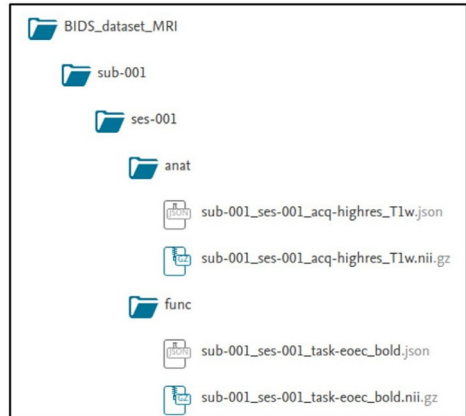 BIDS_dataset_MRI
sub-001
ses-001
anat
JSON sub-001_ses-001_acq-highres_T1w.json
GZ sub-001_ses-001_acq-highres_T1w.nii.gz
func
JSON sub-001_ses-001_task-eoec_bold.json
GZ sub-001_ses-001_task-eoec_bold.nii.gz